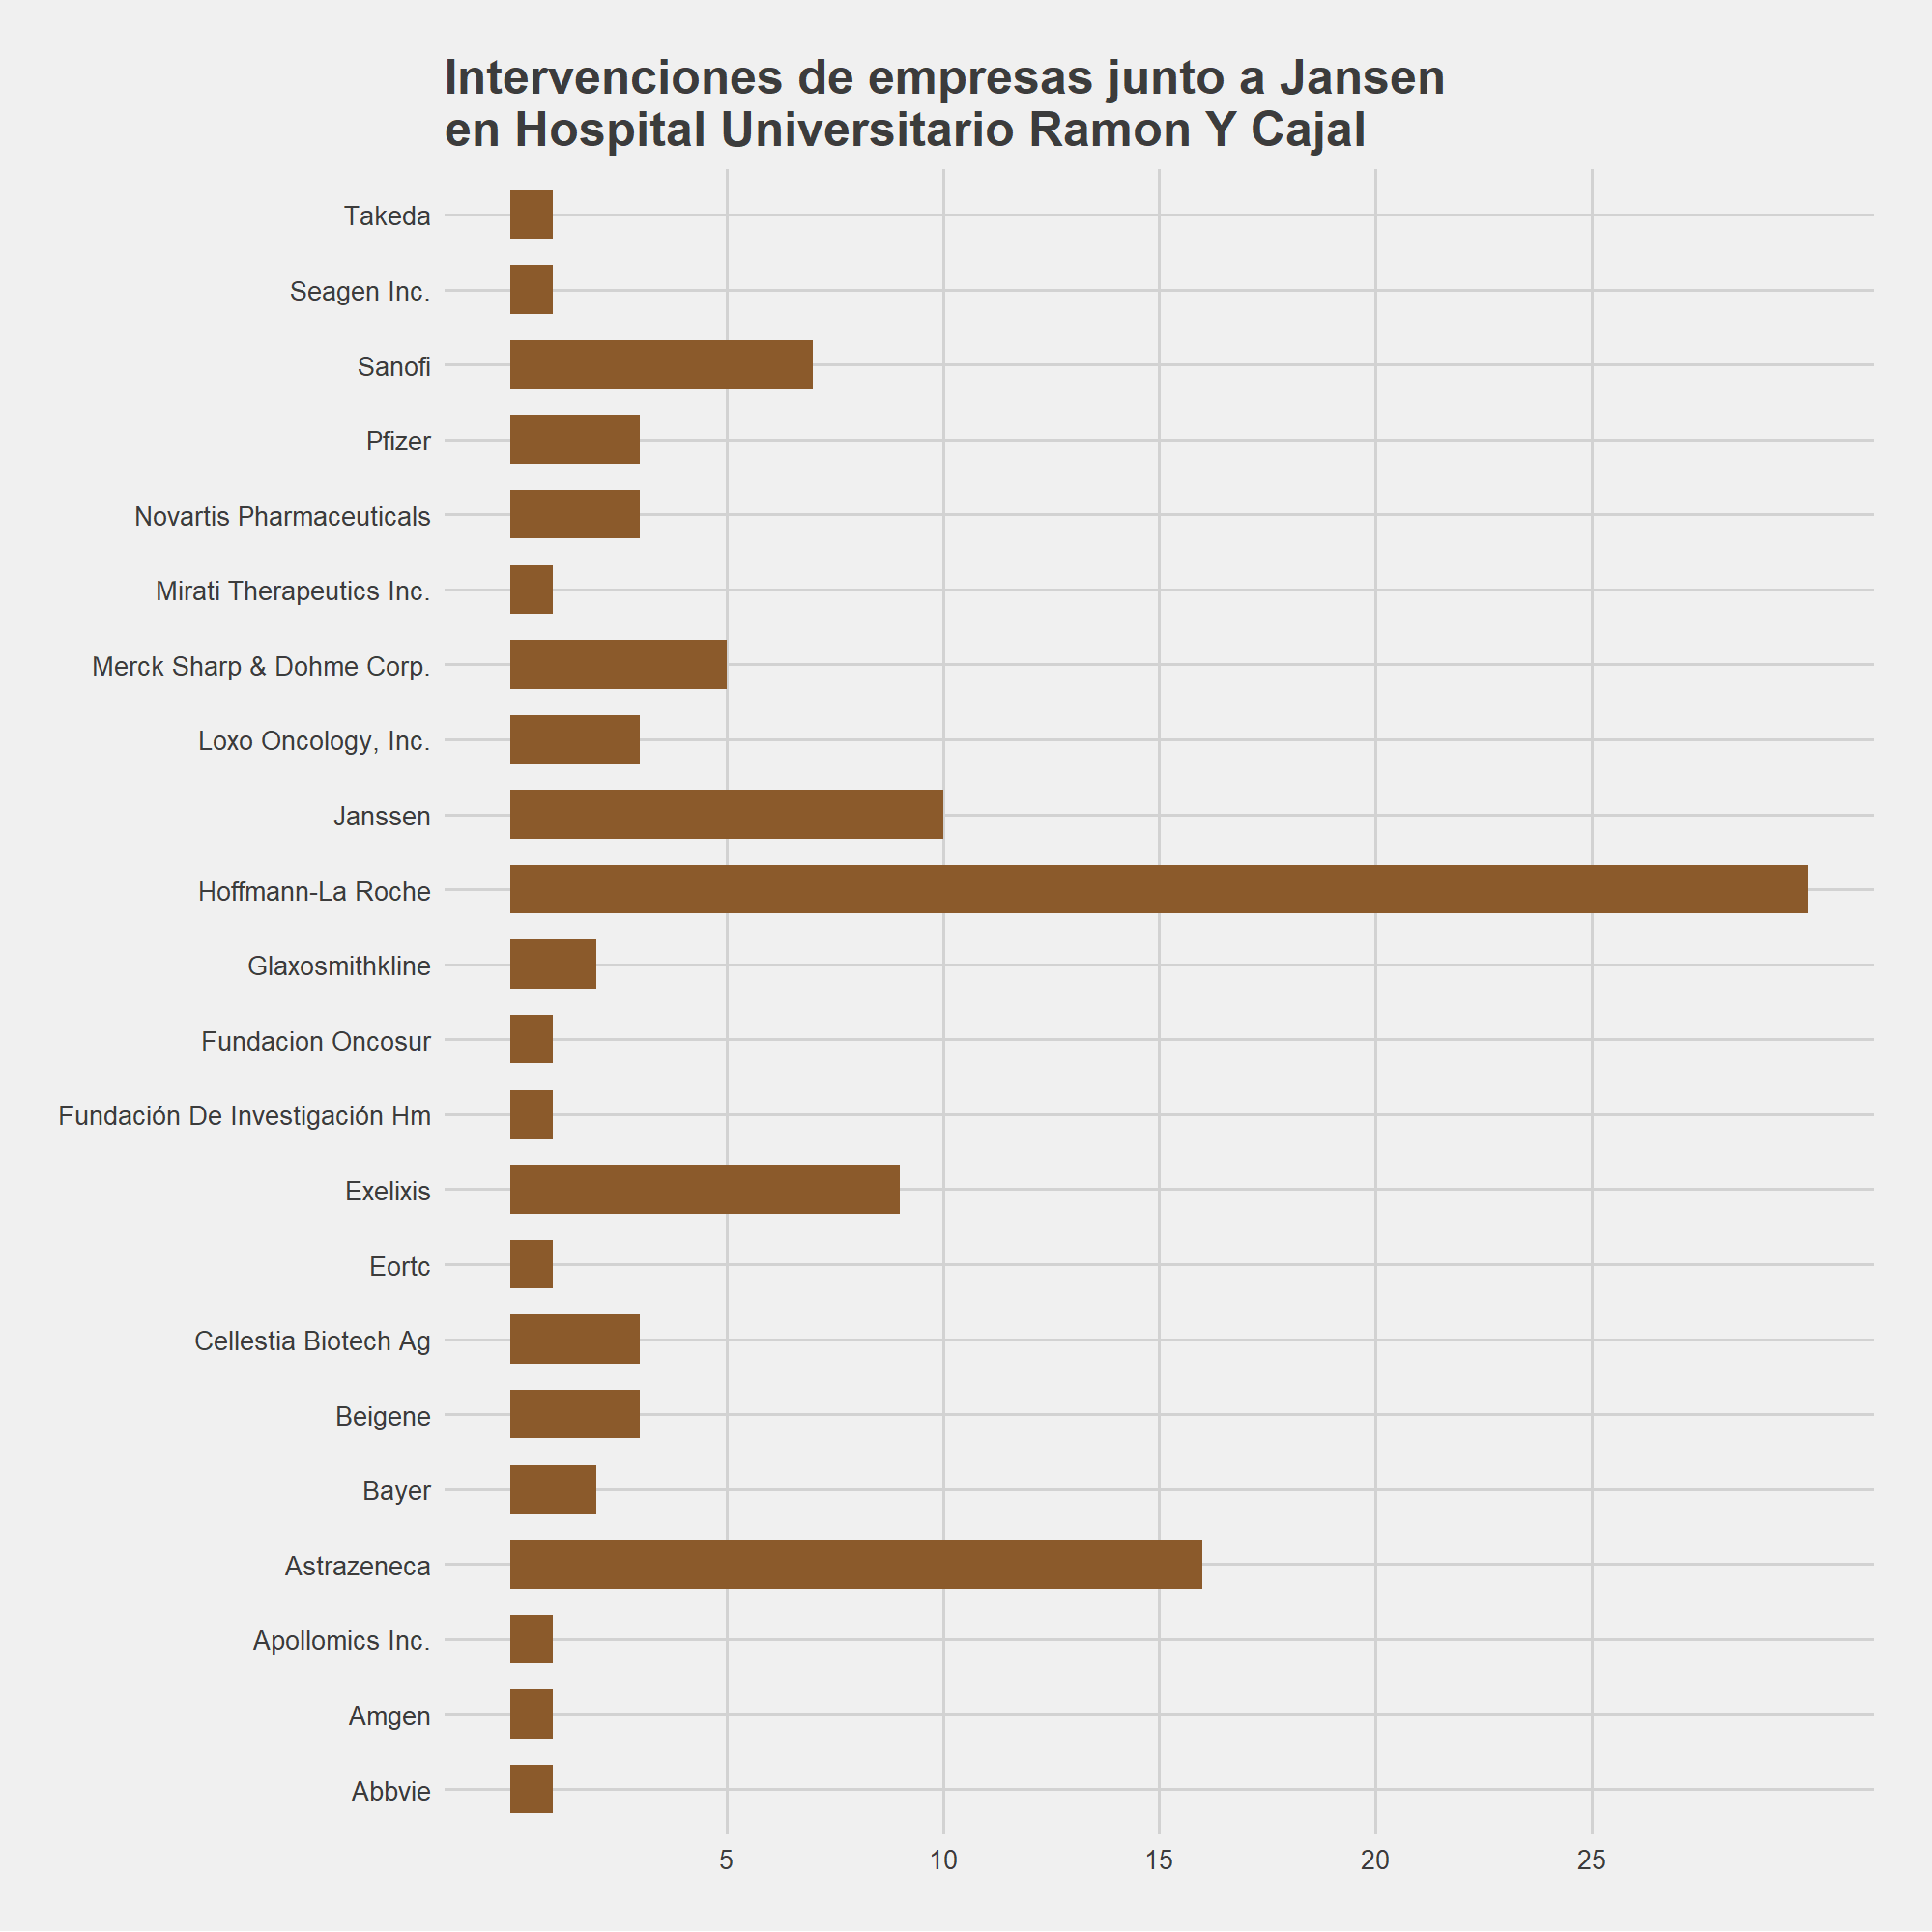 Intervenciones de empresas junto a Jansen
en Hospital Universitario Ramon Y Cajal
Takeda
Seagen Inc.
Sanofi
Pfizer
Novartis Pharmaceuticals
Mirati Therapeutics Inc.
Merck Sharp & Dohme Corp.
Loxo Oncology, Inc.
Janssen
Hoffmann-La Roche
Glaxosmithkline
Fundacion Oncosur
Fundación De Investigación Hm
Exelixis
Eortc
Cellestia Biotech Ag
Beigene
Bayer
Astrazeneca
Apollomics Inc.
Amgen
Abbvie
5 10 15 20 25